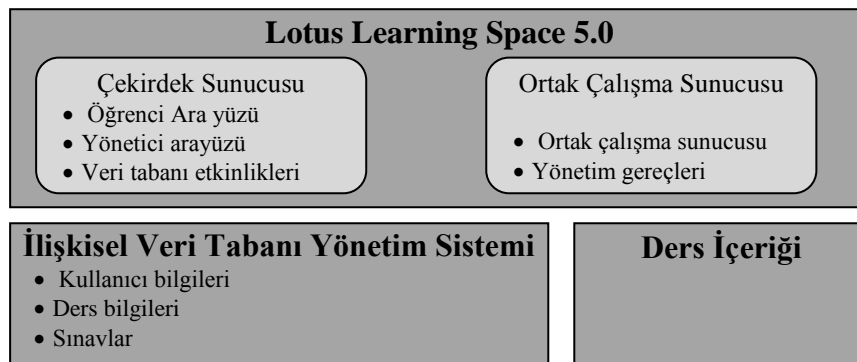 Lotus Learning Space 5.0
Çekirdek Sunucusu
• Öğrenci Ara yüzü
• Yönetici arayüzü
• Veri tabanı etkinlikleri
Ortak Çalışma Sunucusu
• Ortak çalışma sunucusu
• Yönetim gereçleri
İlişkisel Veri Tabanı Yönetim Sistemi
• Kullanıcı bilgileri
• Ders bilgileri
• Sınavlar
Ders İçeriği